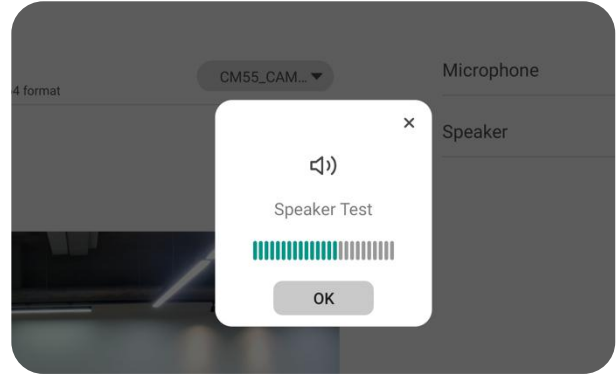 4 format
CM55_CAM...
Microphone
Speaker
Speaker Test
OK